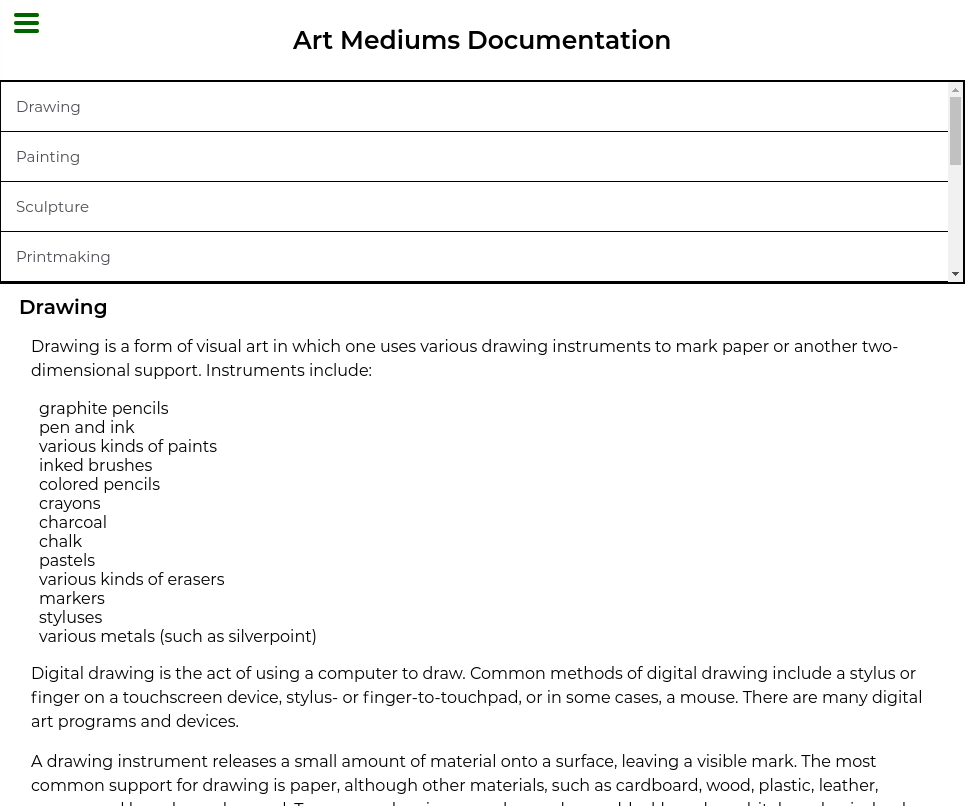 Art Mediums Documentation
Drawing
Painting
Sculpture
Printmaking
Drawing
Drawing is a form of visual art in which one uses various drawing instruments to mark paper or another two-
dimensional support. Instruments include:
graphite pencils
pen and ink
various kinds of paints
inked brushes
colored pencils
crayons
charcoal
chalk
pastels
various kinds of erasers
markers
styluses
various metals (such as silverpoint)
Digital drawing is the act of using a computer to draw. Common methods of digital drawing include a stylus or
finger on a touchscreen device, stylus- or finger-to-touchpad, or in some cases, a mouse. There are many digital
art programs and devices.
A drawing instrument releases a small amount of material onto a surface, leaving a visible mark. The most
common support for drawing is paper, although other materials, such as cardboard, wood, plastic, leather,